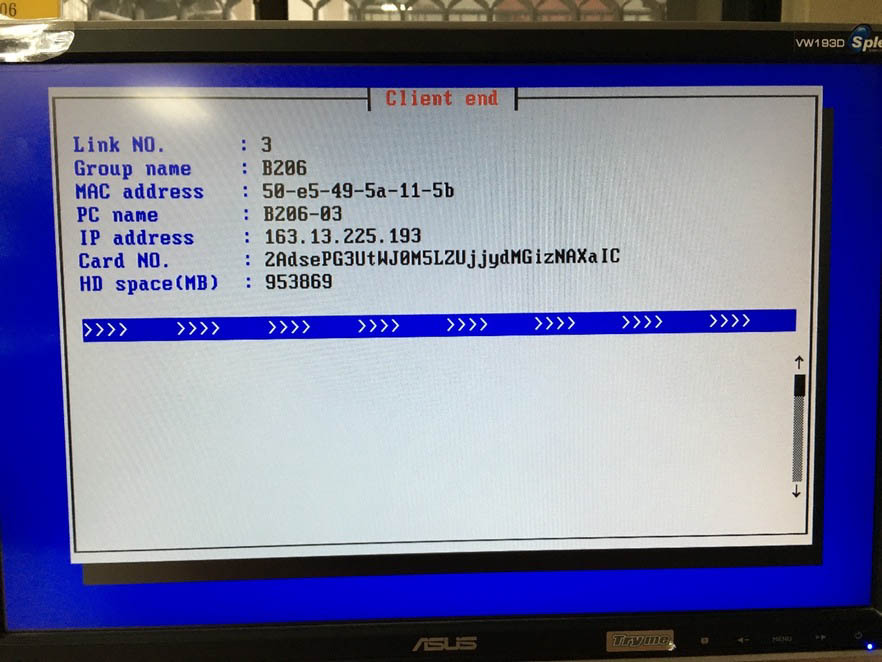 06
VW193D Sple
Client end
Link NO. : 3
Group name : B206
MAC address : 50-e5-49-5a-11-5b
PC name : B206-03
IP address : 163.13.225.193
Card NO. : 2AdsePG3UtWJ0M5LZUjjydMGizNAXaIC
HD space(MB) : 953869
>>>> >>>> >>>> >>>> >>>> >>>> >>>> >>>>
ASUS
Try me
MENU